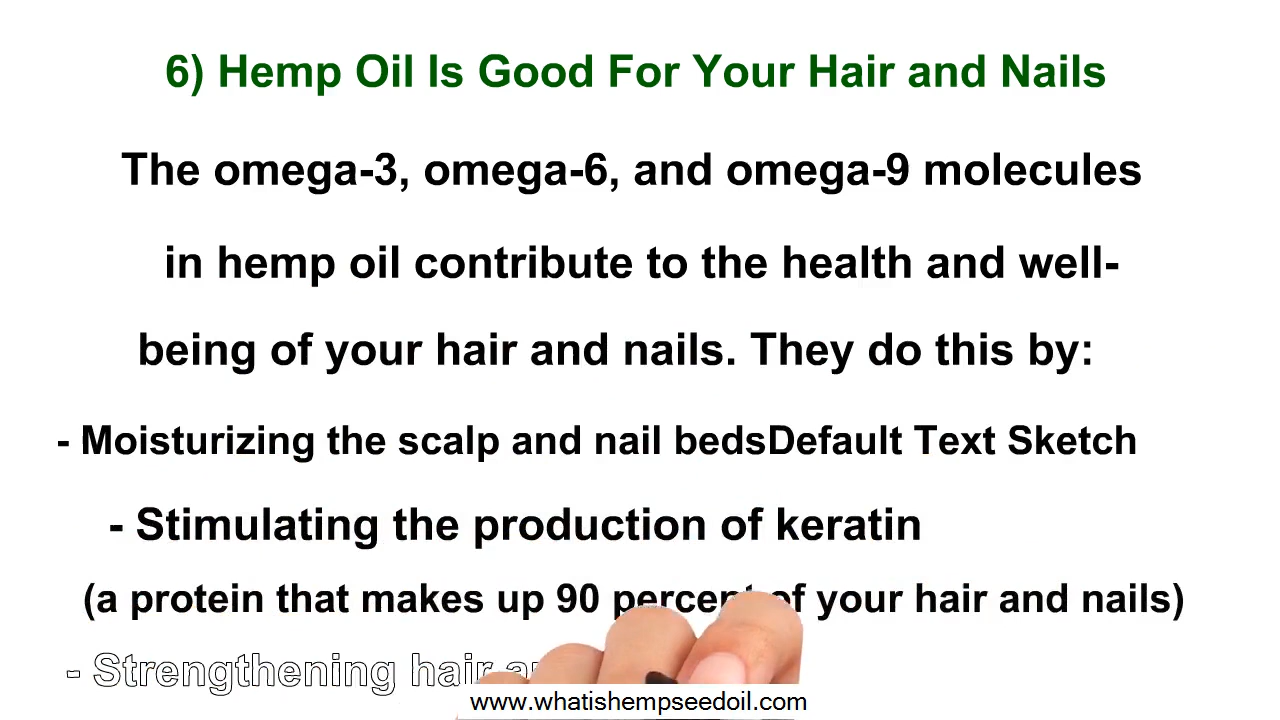 6) Hemp Oil Is Good For Your Hair and Nails
The omega-3, omega-6, and omega-9 molecules
in hemp oil contribute to the health and well-
being of your hair and nails. They do this by:
- Moisturizing the scalp and nail bedsDefault Text Sketch
- Stimulating the production of keratin
(a protein that makes up 90 percent of your hair and nails)
- Strengthening hair
www.whatishempseedoil.com